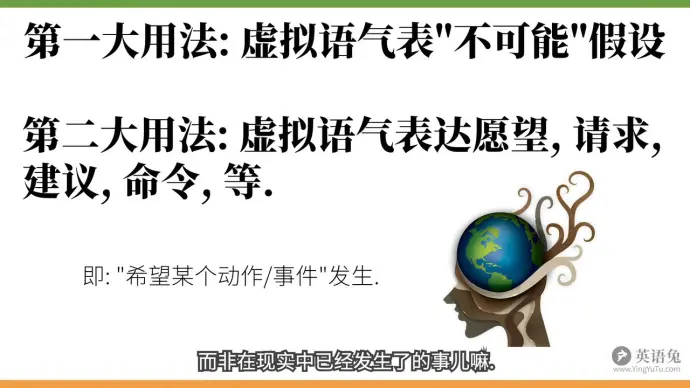 第一大用法: 虚拟语气表"不可能"假设
第二大用法: 虚拟语气表达愿望, 请求,
建议, 命令, 等.
即: "希望某个动作/事件"发生.
而非在现实中已经发生了的事儿嘛.
英语兔
www.YingYuTu.com